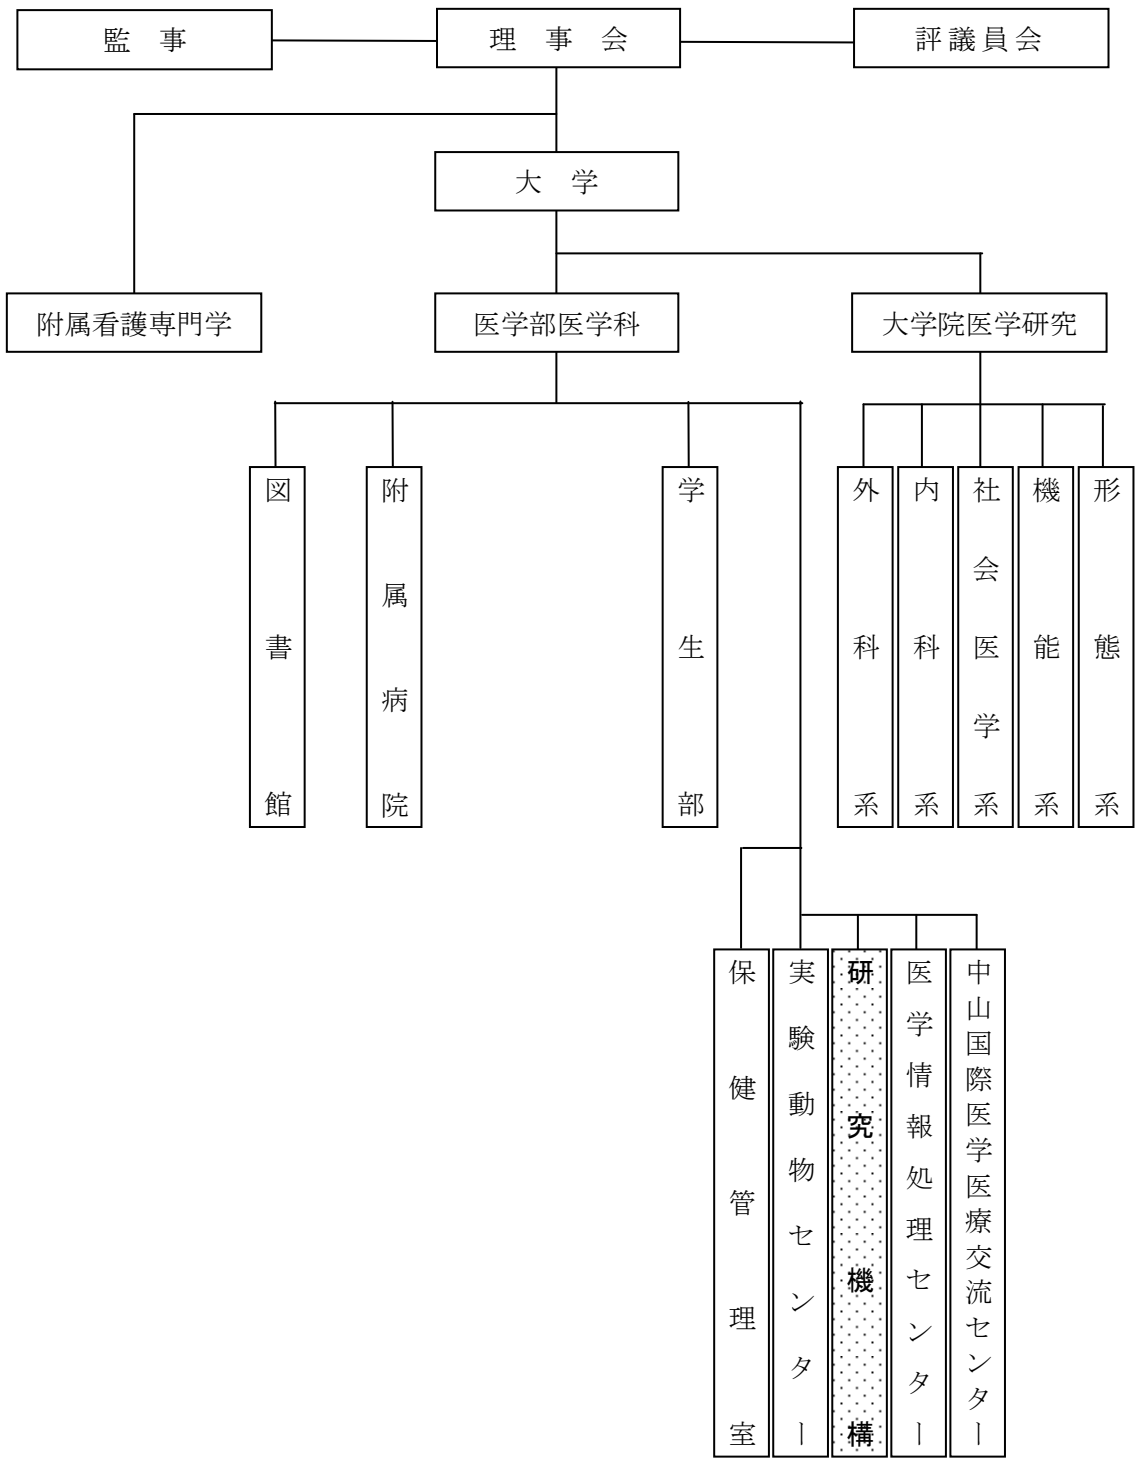 監　事
理　事　会
評議員会
大　学
附属看護専門学
医学部医学科
大学院医学研究
図書館
附属病院
学生部
外科系
内科系
社会医学系
機能系
形態系
保健管理室
実験動物センター
研究機構
医学情報処理センター
中山国際医学医療交流センター